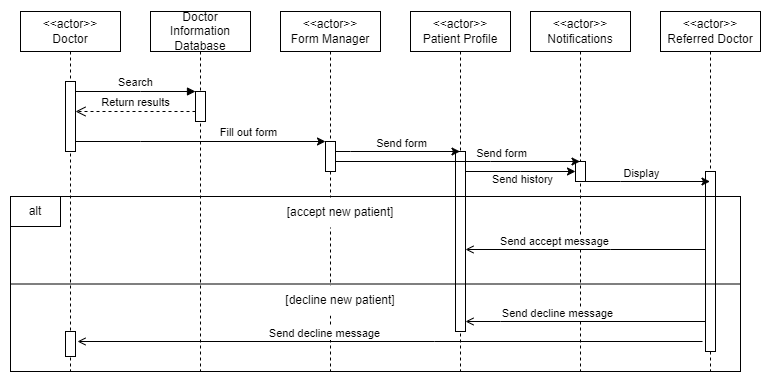 <<actor>>
Doctor
Doctor
Information
Database
<<actor>>
Form Manager
<<actor>>
Patient Profile
<<actor>>
Notifications
<<actor>>
Referred Doctor
Search
Return results
Fill out form
Send form
Send form
Send history
Display
alt
[accept new patient]
Send accept message
[decline new patient]
Send decline message
Send decline message